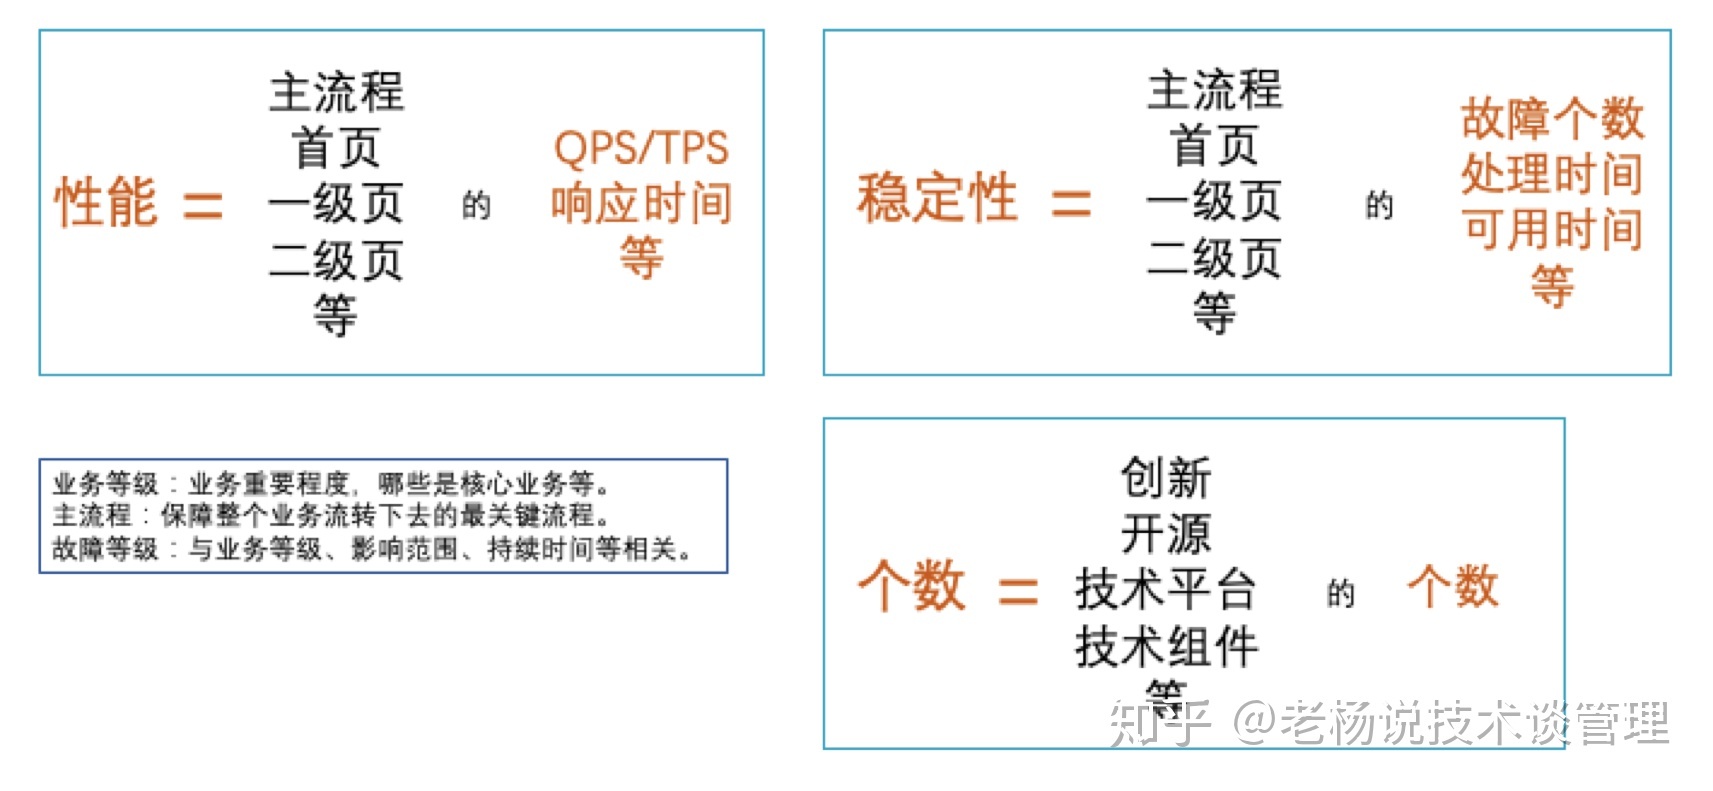 性能 = 主流程 首页 一级页 二级页 等 的 QPS/TPS 响应时间 等
稳定性 = 主流程 首页 一级页 二级页 等 的 故障个数 处理时间 可用时间 等
业务等级：业务重要程度，哪些是核心业务等。
主流程：保障整个业务流转下去的最关键流程。
故障等级：与业务等级、影响范围、持续时间等相关。
个数 = 创新 开源 技术平台 技术组件 等 的 个数
知乎 @老杨说技术谈管理